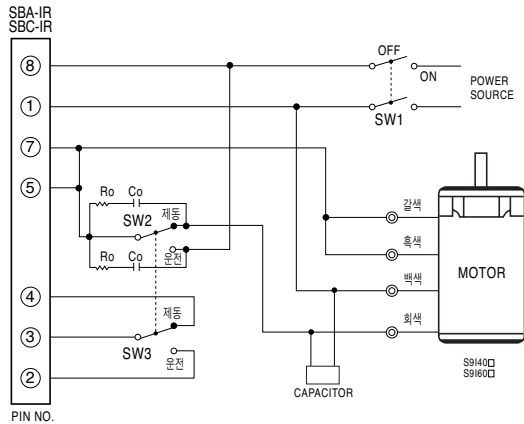 SBA-IR
SBC-IR
⑧
OFF
ON
POWER
SOURCE
①
SW1
⑦
⑤
Ro Co
제동
갈색
SW2
흑색
운전
Ro Co
MOTOR
백색
④
제동
회색
③
SW3
운전
②
S9I40□
S9I60□
CAPACITOR
PIN NO.